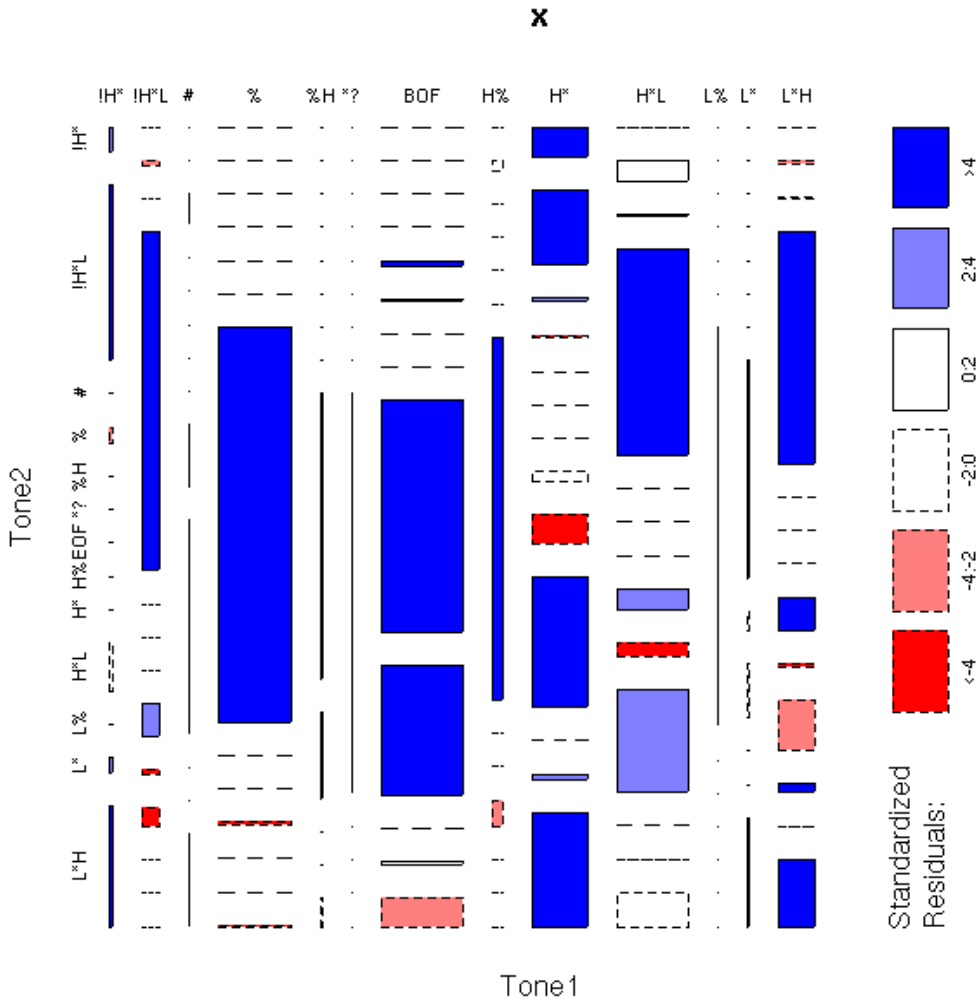 x
!H* !H*L # % %H *? BOF H% H* H*L L% L* L*H
!H*
!H*L
#
%
%H
*?
EOF
H%
H*
H*L
L%
L*
L*H
Tone2
Tone1
>4
2:4
0:2
-2:0
-4:-2
<-4
Standardized
Residuals: